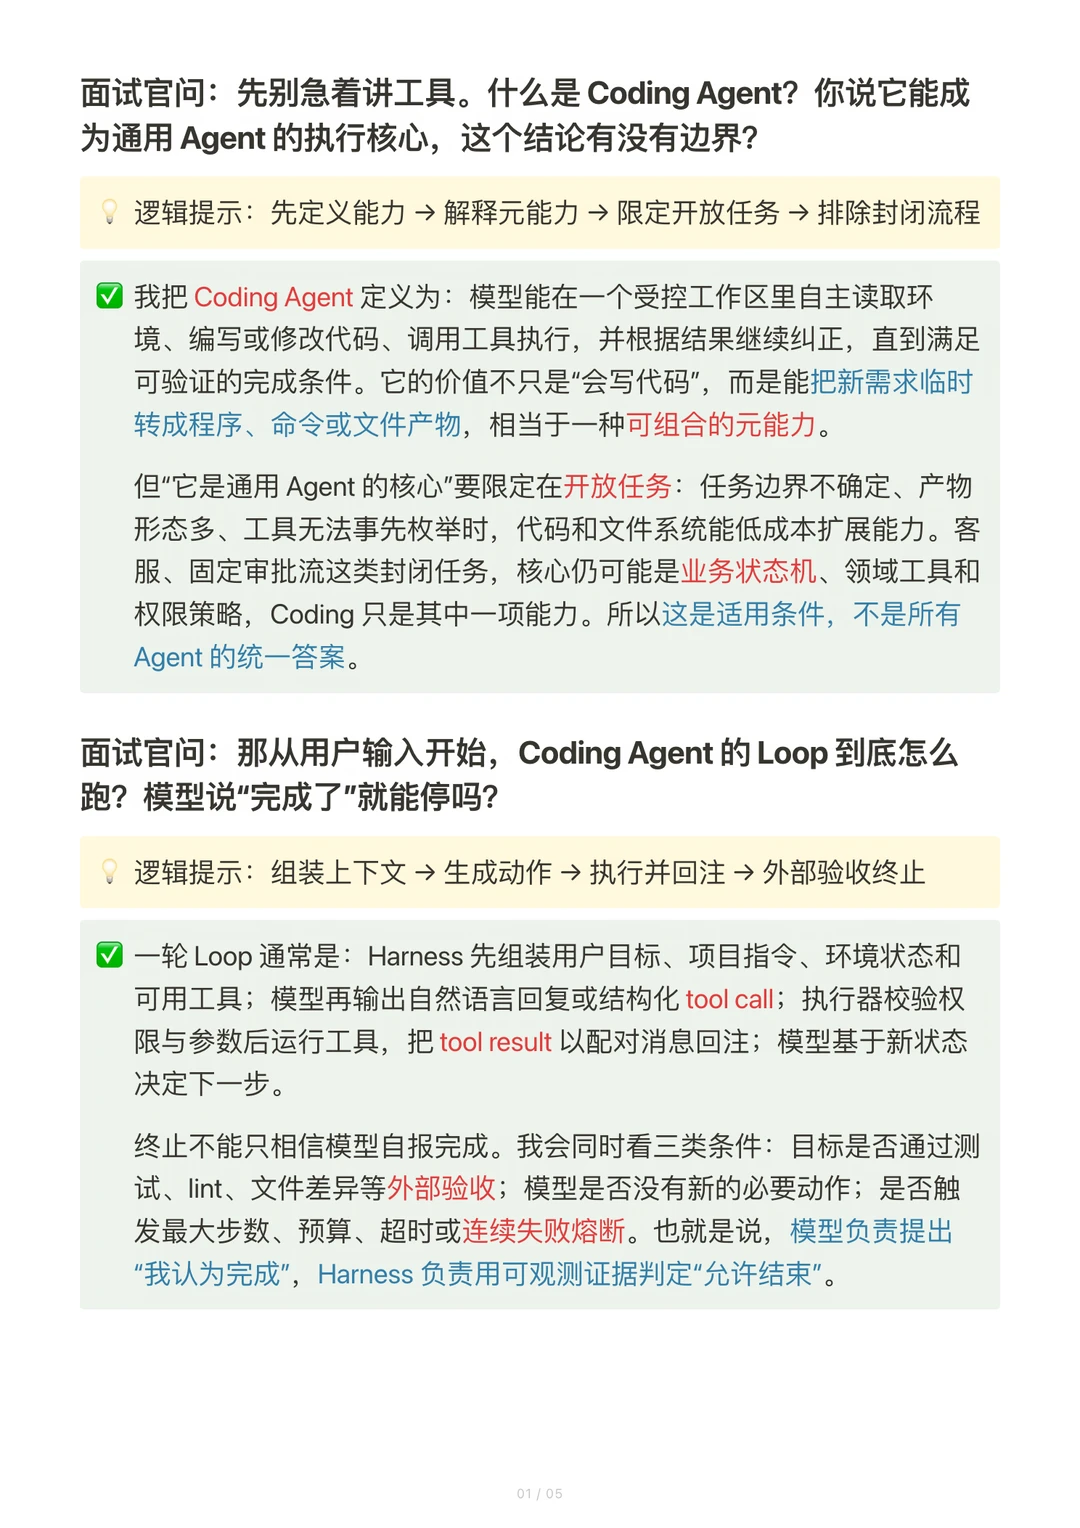 面试官问：先别急着讲工具。什么是 Coding Agent？你说它能成
为通用 Agent 的执行核心，这个结论有没有边界？
💡 逻辑提示：先定义能力 → 解释元能力 → 限定开放任务 → 排除封闭流程
✅ 我把 Coding Agent 定义为：模型能在一个受控工作区里自主读取环
境、编写或修改代码、调用工具执行，并根据结果继续纠正，直到满足
可验证的完成条件。它的价值不只是“会写代码”，而是能把新需求临时
转成程序、命令或文件产物，相当于一种可组合的元能力。
但“它是通用 Agent 的核心”要限定在开放任务：任务边界不确定、产物
形态多、工具无法事先枚举时，代码和文件系统能低成本扩展能力。客
服、固定审批流这类封闭任务，核心仍可能是业务状态机、领域工具和
权限策略，Coding 只是其中一项能力。所以这是适用条件，不是所有
Agent 的统一答案。
面试官问：那从用户输入开始，Coding Agent 的 Loop 到底怎么
跑？模型说“完成了”就能停吗？
💡 逻辑提示：组装上下文 → 生成动作 → 执行并回注 → 外部验收终止
✅ 一轮 Loop 通常是：Harness 先组装用户目标、项目指令、环境状态和
可用工具；模型再输出自然语言回复或结构化 tool call；执行器校验权
限与参数后运行工具，把 tool result 以配对消息回注；模型基于新状态
决定下一步。
终止不能只相信模型自报完成。我会同时看三类条件：目标是否通过测
试、lint、文件差异等外部验收；模型是否没有新的必要动作；是否触
发最大步数、预算、超时或连续失败熔断。也就是说，模型负责提出
“我认为完成”，Harness 负责用可观测证据判定“允许结束”。
01 / 05